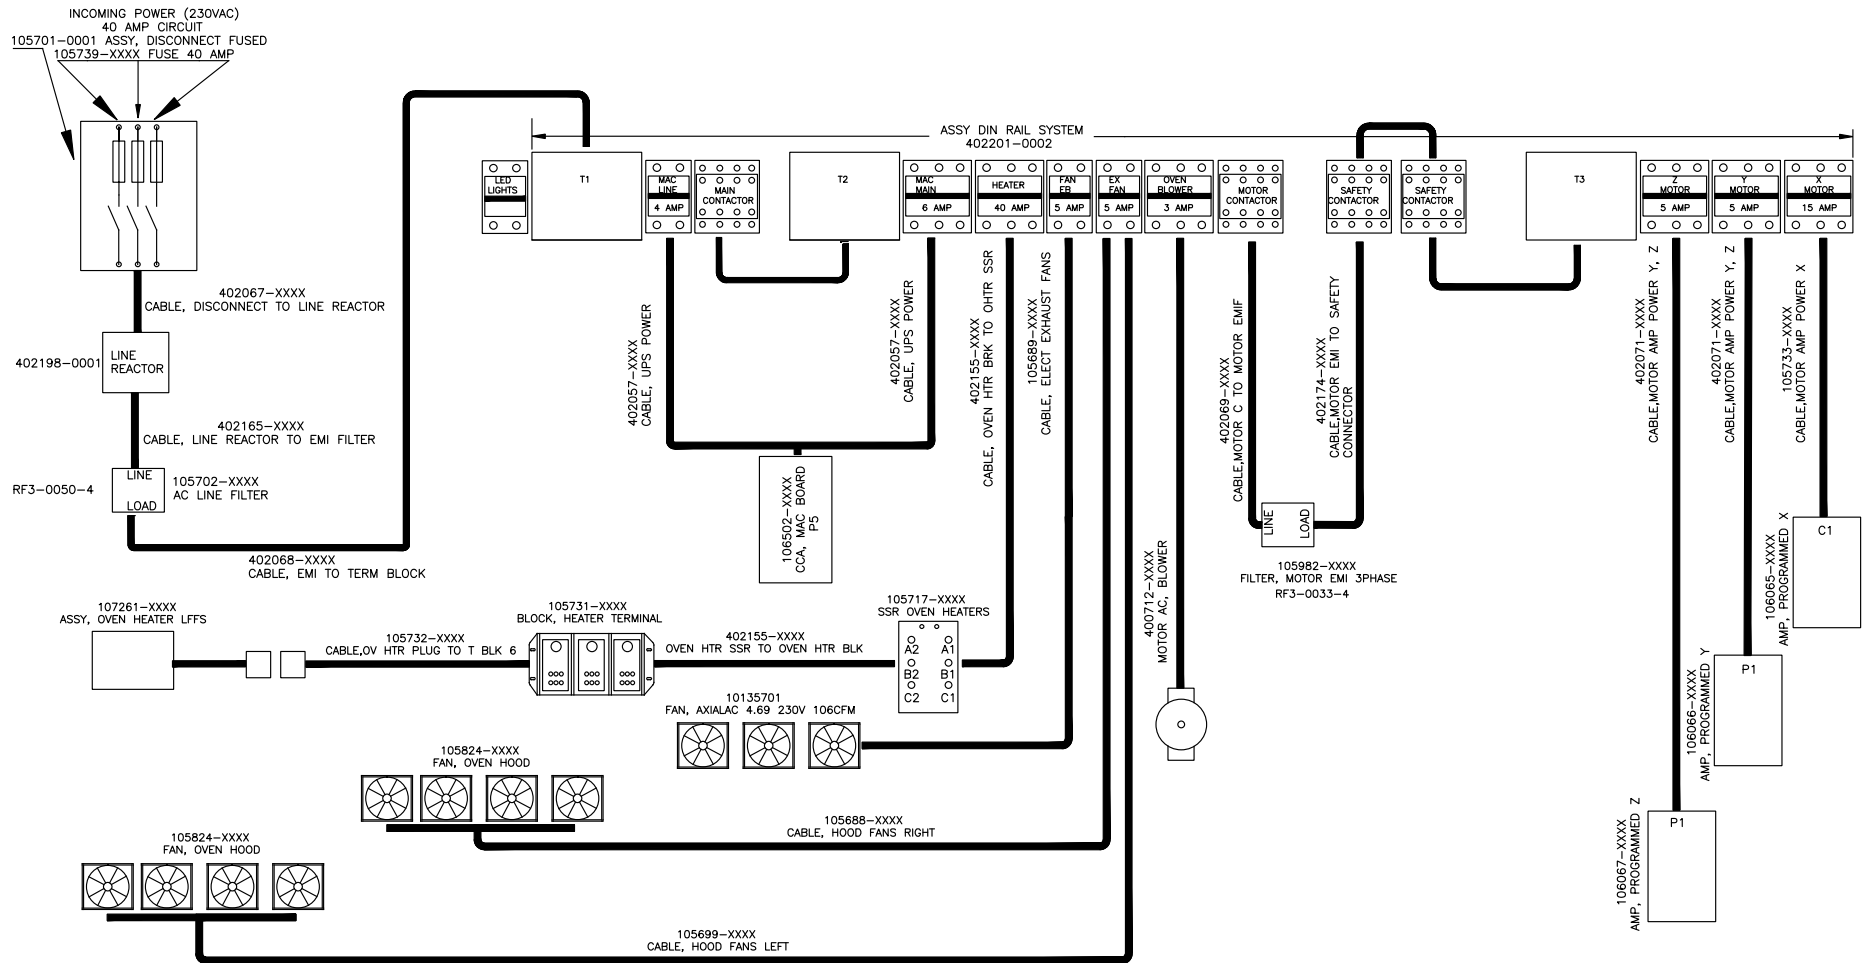 INCOMING POWER (230VAC)
40 AMP CIRCUIT
105701-0001 ASSY, DISCONNECT FUSED
105739-XXXX FUSE 40 AMP
402067-XXXX
CABLE, DISCONNECT TO LINE REACTOR
402198-0001
LINE
REACTOR
402165-XXXX
CABLE, LINE REACTOR TO EMI FILTER
RF3-0050-4
LINE
LOAD
105702-XXXX
AC LINE FILTER
402068-XXXX
CABLE, EMI TO TERM BLOCK
ASSY DIN RAIL SYSTEM
402201-0002
LED
LIGHTS
T1
MAC
LINE
4 AMP
MAIN
CONTACTOR
T2
MAC
MAIN
6 AMP
HEATER
40 AMP
FAN
EB
5 AMP
EX
FAN
5 AMP
OVEN
BLOWER
3 AMP
MOTOR
CONTACTOR
SAFETY
CONTACTOR
SAFETY
CONTACTOR
T3
Z
MOTOR
5 AMP
Y
MOTOR
5 AMP
X
MOTOR
15 AMP
402057-XXXX
CABLE, UPS POWER
402057-XXXX
CABLE, UPS POWER
402155-XXXX
CABLE, OVEN HTR BRK TO OHTR SSR
105689-XXXX
CABLE, ELECT EXHAUST FANS
402069-XXXX
CABLE,MOTOR C TO MOTOR EMIF
402174-XXXX
CABLE,MOTOR EMI TO SAFETY
CONNECTOR
402071-XXXX
CABLE,MOTOR AMP POWER Y, Z
402071-XXXX
CABLE,MOTOR AMP POWER Y, Z
105733-XXXX
CABLE,MOTOR AMP POWER X
106502-XXXX
CCA, MAC BOARD
P5
LINE
LOAD
105982-XXXX
FILTER, MOTOR EMI 3PHASE
RF3-0033-4
400712-XXXX
MOTOR AC, BLOWER
C1
106065-XXXX
AMP, PROGRAMMED X
P1
106066-XXXX
AMP, PROGRAMMED Y
P1
106067-XXXX
AMP, PROGRAMMED Z
107261-XXXX
ASSY, OVEN HEATER LFFS
105732-XXXX
CABLE,OV HTR PLUG TO T BLK 6
105731-XXXX
BLOCK, HEATER TERMINAL
402155-XXXX
OVEN HTR SSR TO OVEN HTR BLK
105717-XXXX
SSR OVEN HEATERS
A2 A1
B2 B1
C2 C1
10135701
FAN, AXIALAC 4.69 230V 106CFM
105824-XXXX
FAN, OVEN HOOD
105688-XXXX
CABLE, HOOD FANS RIGHT
105824-XXXX
FAN, OVEN HOOD
105699-XXXX
CABLE, HOOD FANS LEFT